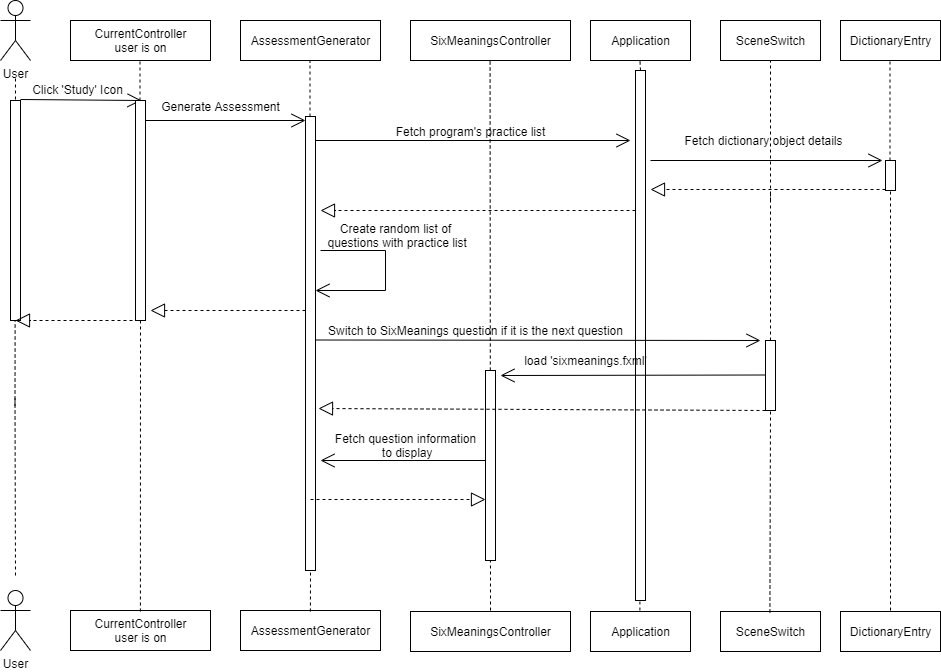 CurrentController
user is on
AssessmentGenerator
SixMeaningsController
Application
SceneSwitch
DictionaryEntry
User
Click 'Study' Icon
Generate Assessment
Fetch program's practice list
Fetch dictionary object details
Create random list of
questions with practice list
Switch to SixMeanings question if it is the next question
load 'sixmeanings.fxml'
Fetch question information
to display
CurrentController
user is on
AssessmentGenerator
SixMeaningsController
Application
SceneSwitch
DictionaryEntry
User